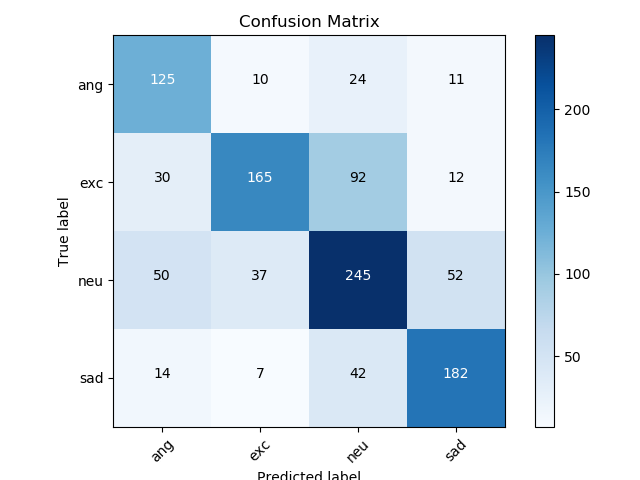 Confusion Matrix
ang 125 10 24 11
exc 30 165 92 12
neu 50 37 245 52
sad 14 7 42 182
ang exc neu sad
Predicted label
True label
200
150
100
50